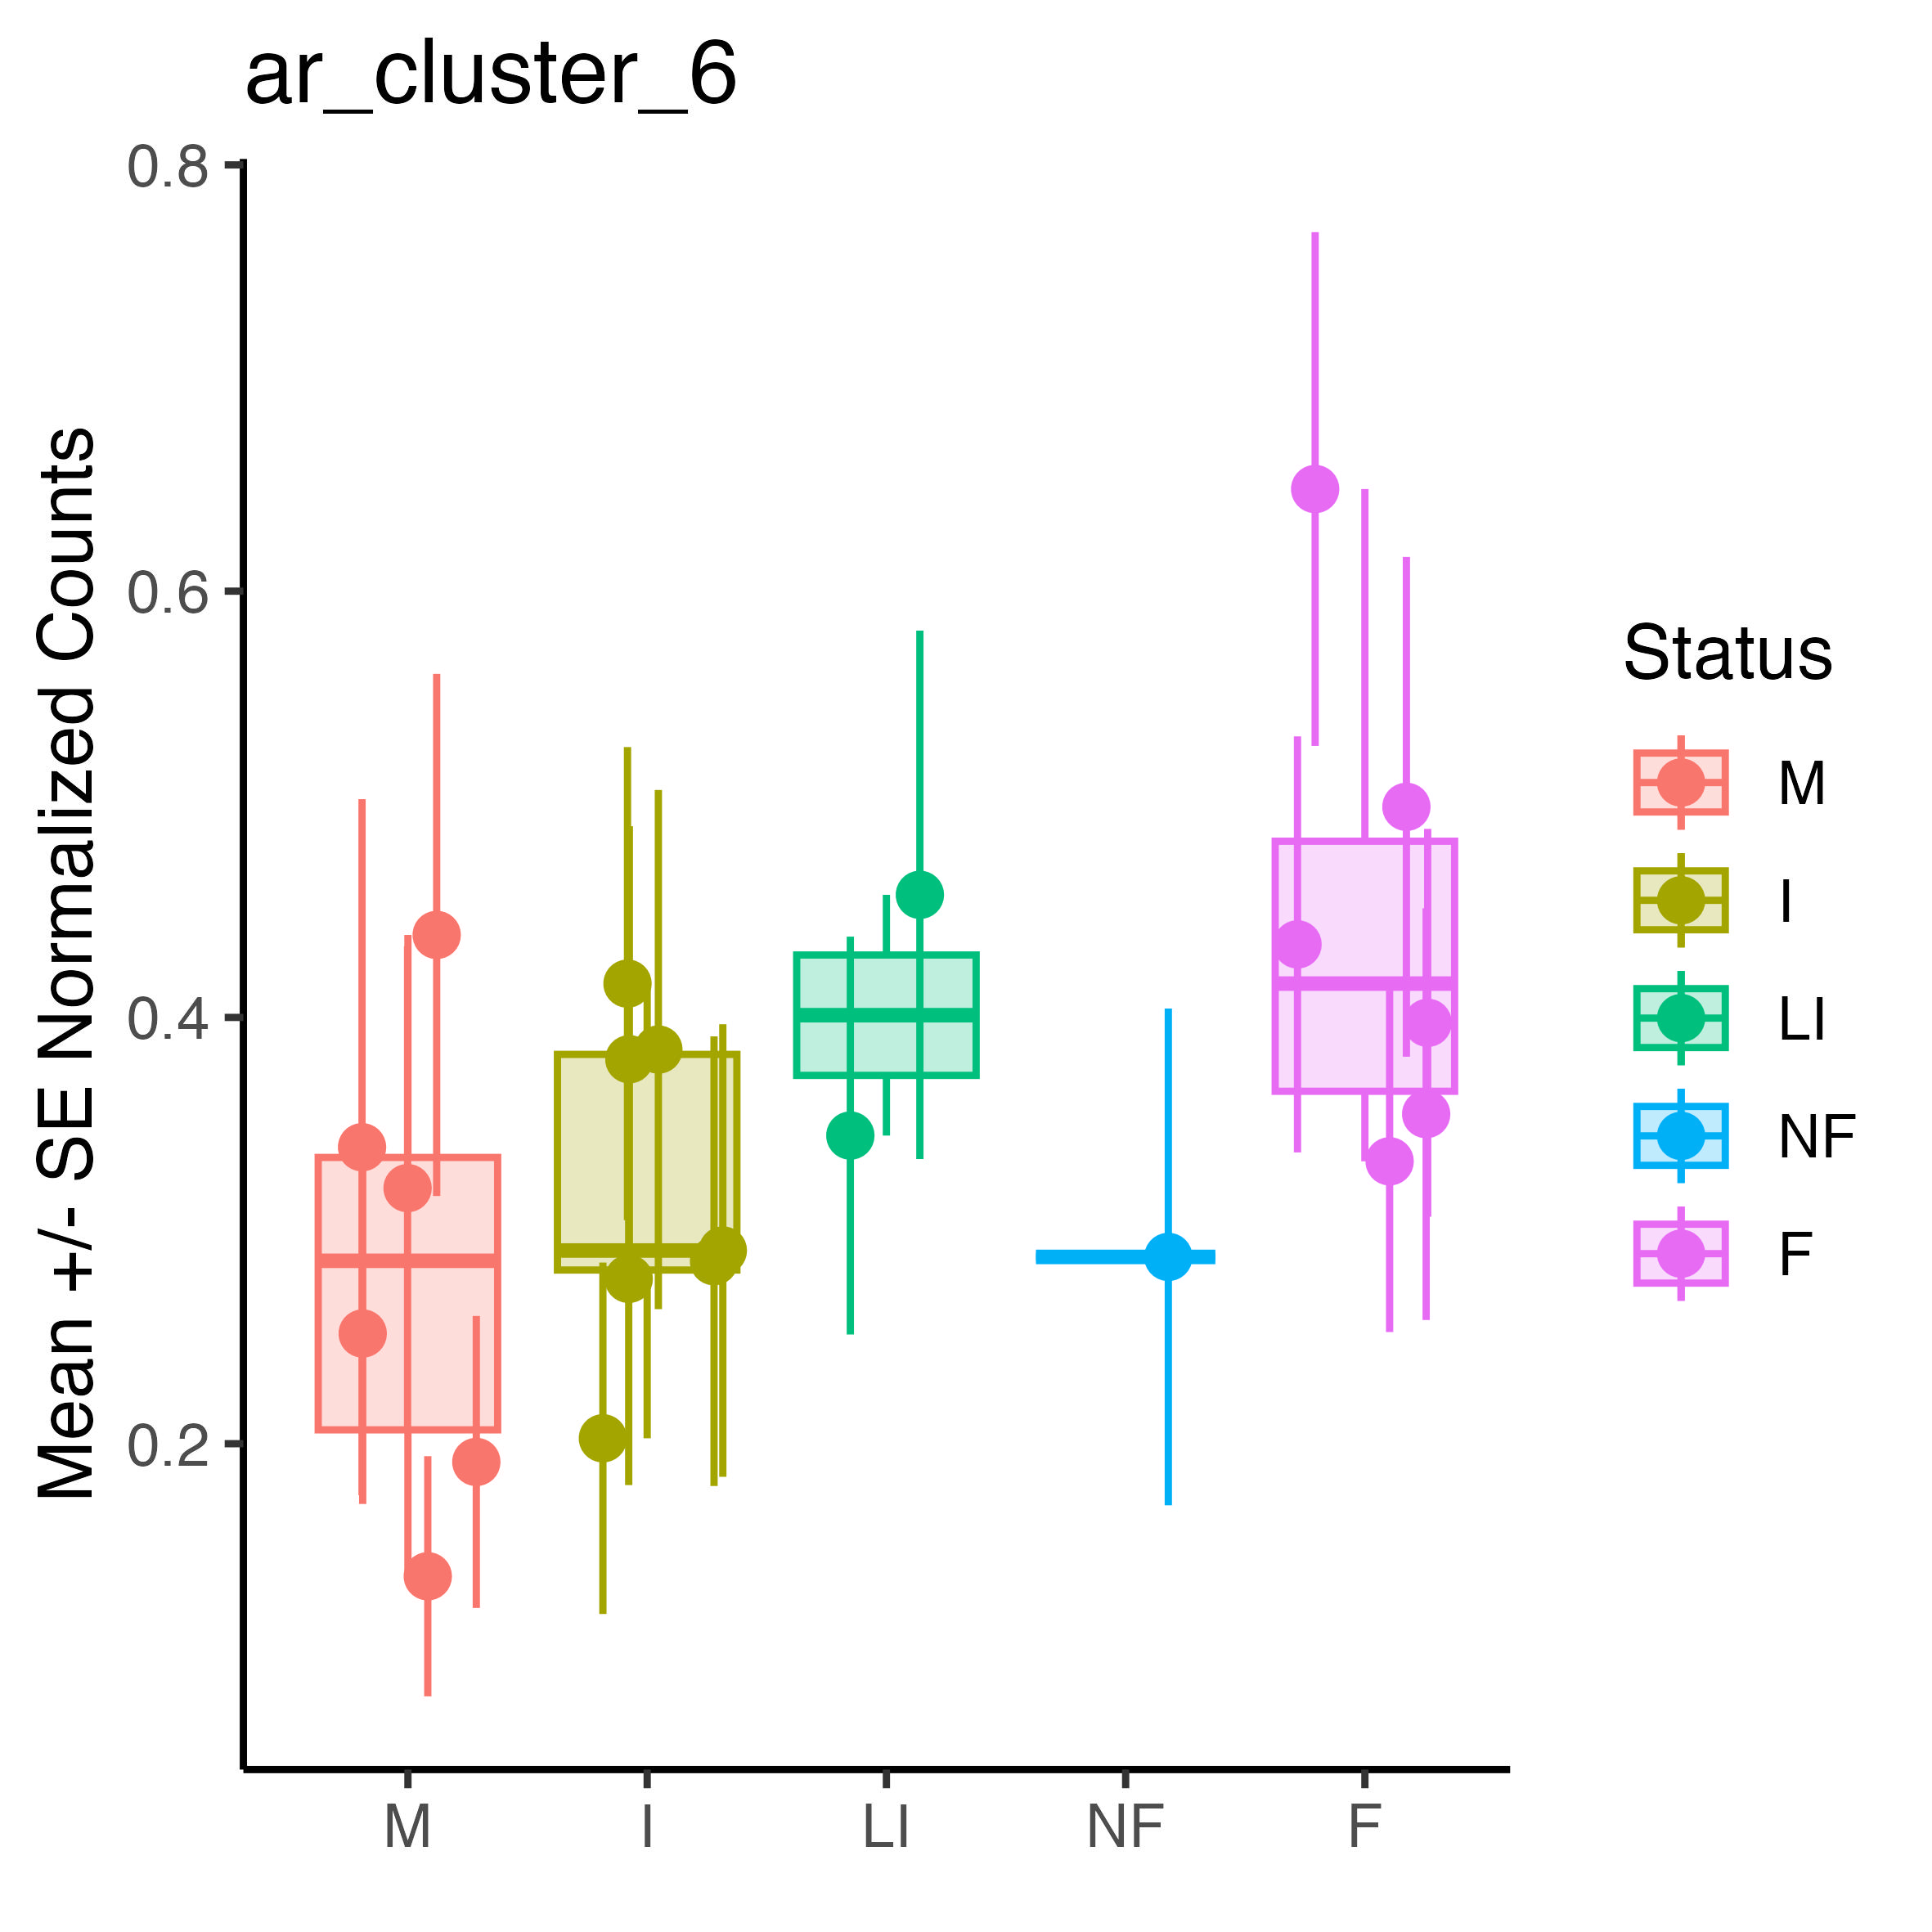 ar_cluster_6
Mean +/- SE Normalized Counts
0.8
0.6
0.4
0.2
M
I
LI
NF
F
Status
M
I
LI
NF
F